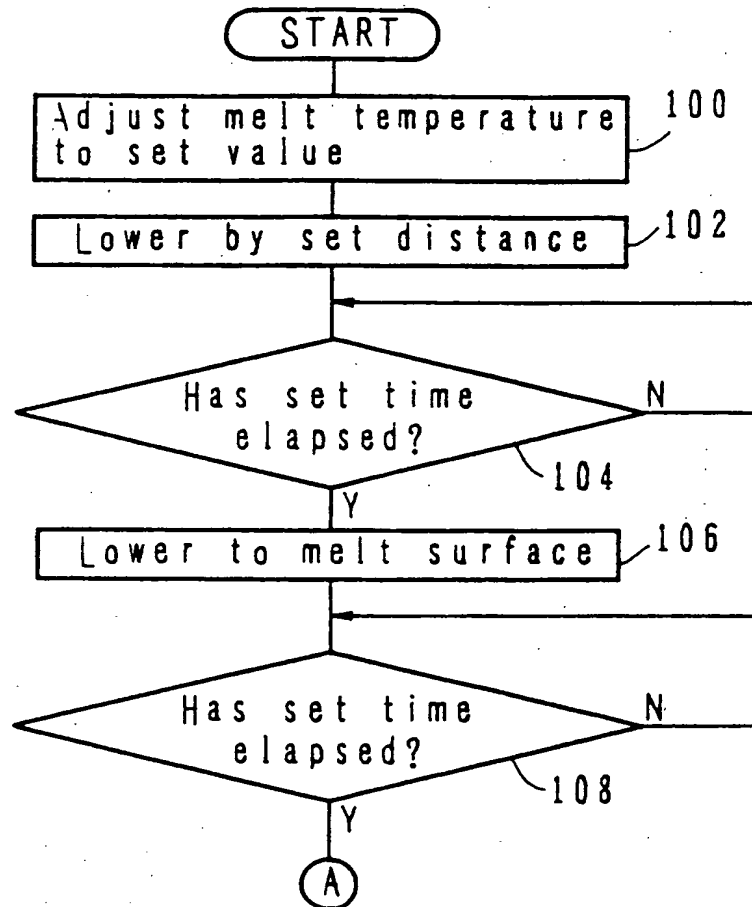 START
Adjust melt temperature
to set value
100
Lower by set distance
102
Has set time
elapsed?
N
104
Y
Lower to melt surface
106
Has set time
elapsed?
N
108
Y
A